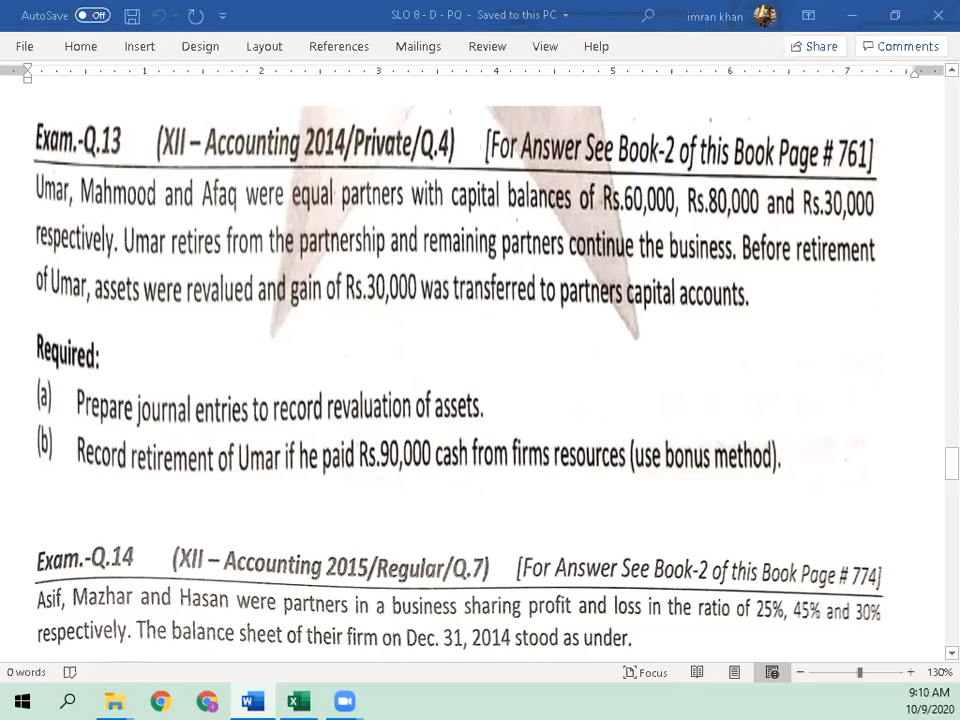 AutoSave Off SLO 8 - D - PQ - Saved to this PC imran khan
File Home Insert Design Layout References Mailings Review View Help Share Comments
1 2 3 4 5 6 7
Exam.-Q.13 (XII – Accounting 2014/Private/Q.4) [For Answer See Book-2 of this Book Page # 761]
Umar, Mahmood and Afaq were equal partners with capital balances of Rs.60,000, Rs.80,000 and Rs.30,000
respectively. Umar retires from the partnership and remaining partners continue the business. Before retirement
of Umar, assets were revalued and gain of Rs.30,000 was transferred to partners capital accounts.
Required:
(a) Prepare journal entries to record revaluation of assets.
(b) Record retirement of Umar if he paid Rs.90,000 cash from firms resources (use bonus method).
Exam.-Q.14 (XII – Accounting 2015/Regular/Q.7) [For Answer See Book-2 of this Book Page # 774]
Asif, Mazhar and Hasan were partners in a business sharing profit and loss in the ratio of 25%, 45% and 30%
respectively. The balance sheet of their firm on Dec. 31, 2014 stood as under.
0 words Focus 130%
9:10 AM
10/9/2020